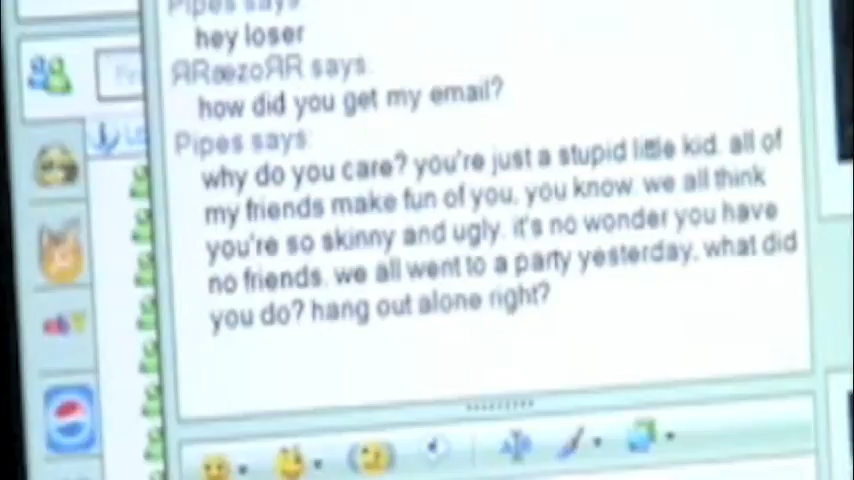 Pipes says:
hey loser
ЯRæzoЯR says:
how did you get my email?
Pipes says:
why do you care? you're just a stupid little kid. all of
my friends make fun of you, you know. we all think
you're so skinny and ugly. it's no wonder you have
no friends. we all went to a party yesterday. what did
you do? hang out alone right?